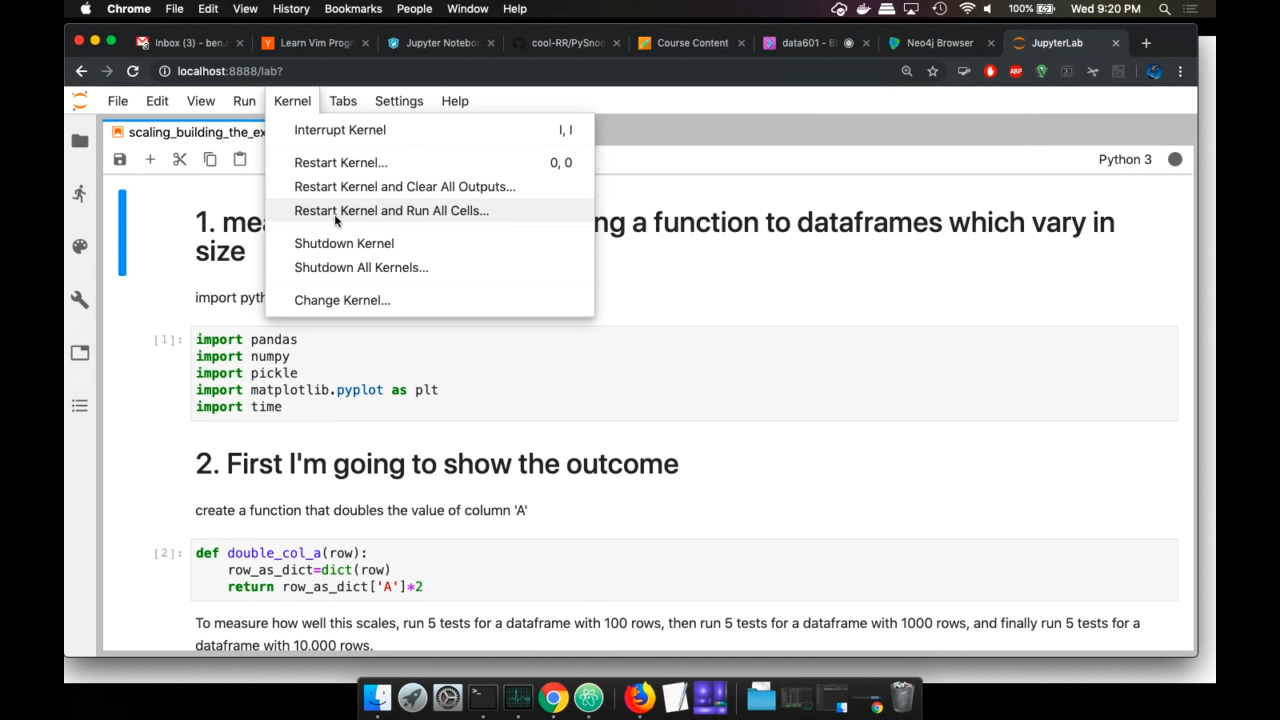 Chrome File Edit View History Bookmarks People Window Help 100% Wed 9:20 PM
Inbox (3) - ben. Learn Vim Prog Jupyter Noteb cool-RR/PySnoo Course Content data601 - B Neo4j Browser JupyterLab
localhost:8888/lab?
ABP
File Edit View Run Kernel Tabs Settings Help
scaling_building_the_ex
Python 3
Interrupt Kernel I, I
Restart Kernel... 0, 0
Restart Kernel and Clear All Outputs...
Restart Kernel and Run All Cells...
Shutdown Kernel
Shutdown All Kernels...
Change Kernel...
1. mea ng a function to dataframes which vary in
size
import pyth
[1]: import pandas
import numpy
import pickle
import matplotlib.pyplot as plt
import time
2. First I'm going to show the outcome
create a function that doubles the value of column 'A'
[2]: def double_col_a(row):
row_as_dict=dict(row)
return row_as_dict['A']*2
To measure how well this scales, run 5 tests for a dataframe with 100 rows, then run 5 tests for a dataframe with 1000 rows, and finally run 5 tests for a
dataframe with 10,000 rows.